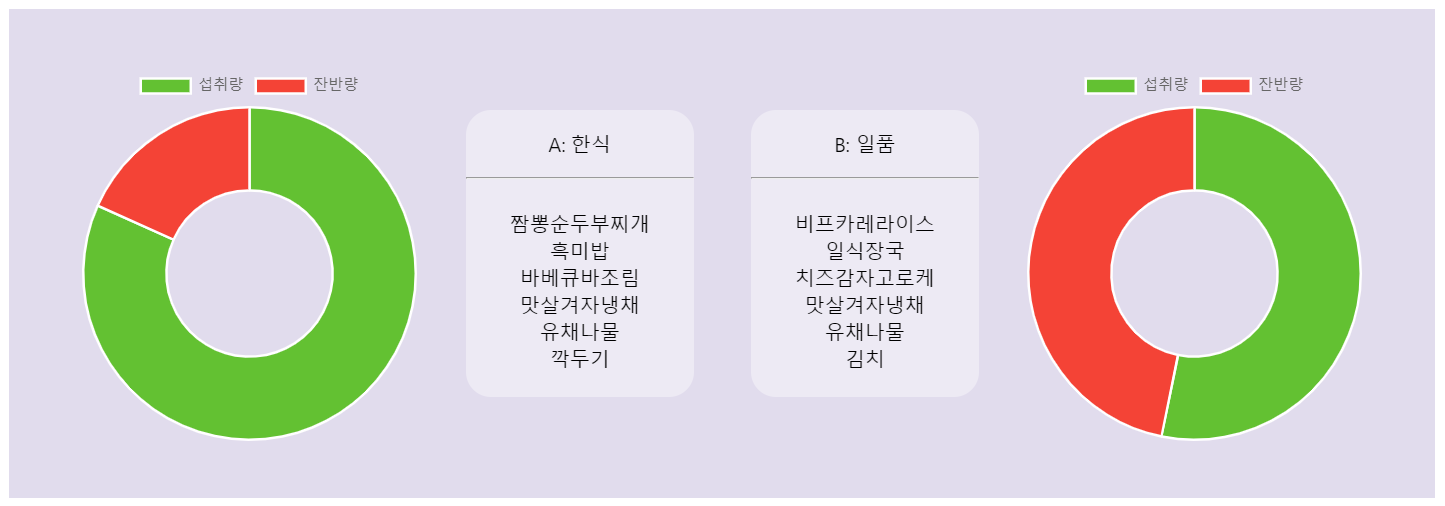 섭취량 잔반량
A: 한식
짬뽕순두부찌개
흑미밥
바베큐바조림
맛살겨자냉채
유채나물
깍두기
B: 일품
비프카레라이스
일식장국
치즈감자고로케
맛살겨자냉채
유채나물
김치
섭취량 잔반량